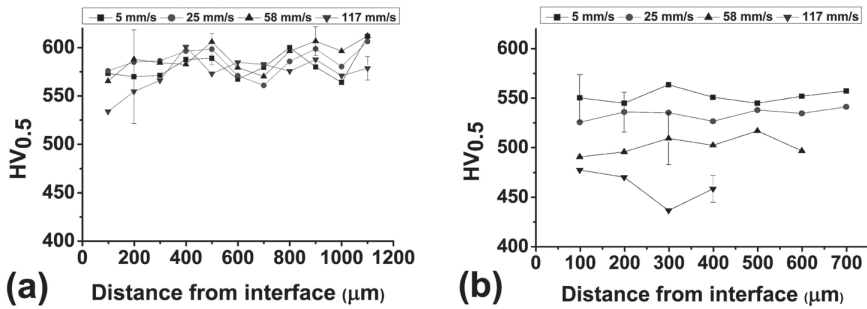 5 mm/s 25 mm/s 58 mm/s 117 mm/s
600
550
500
450
400
HV0.5
0 200 400 600 800 1000 1200
Distance from interface (μm)
(a)
5 mm/s 25 mm/s 58 mm/s 117 mm/s
600
550
500
450
400
HV0.5
0 100 200 300 400 500 600 700
Distance from interface (μm)
(b)